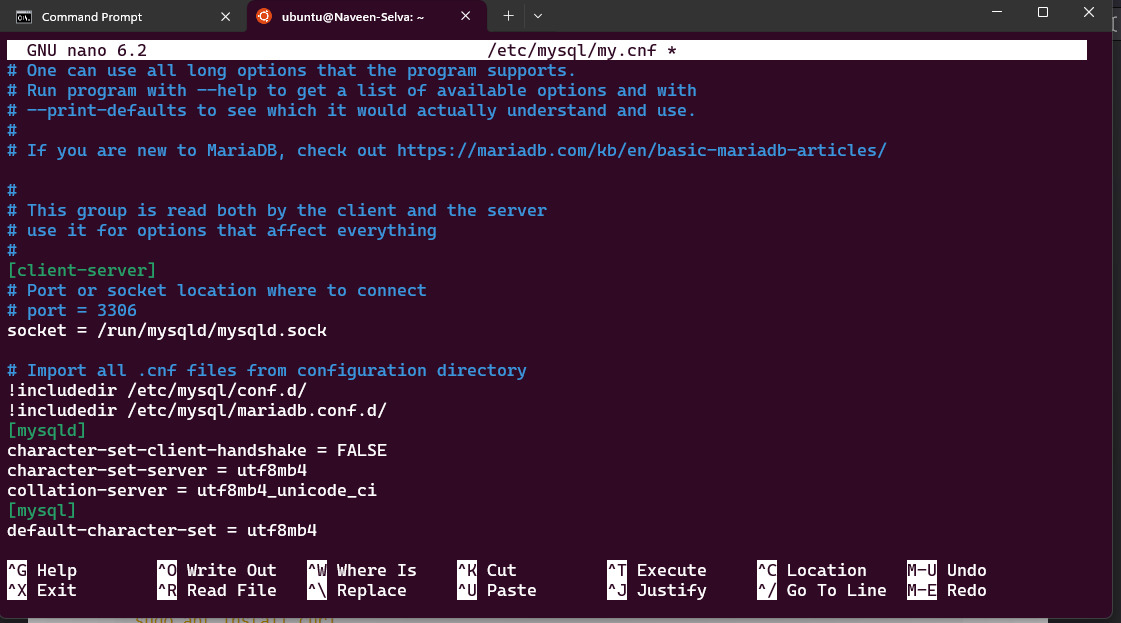 Command Prompt
ubuntu@Naveen-Selva: ~
GNU nano 6.2 /etc/mysql/my.cnf *
# One can use all long options that the program supports.
# Run program with --help to get a list of available options and with
# --print-defaults to see which it would actually understand and use.
#
# If you are new to MariaDB, check out https://mariadb.com/kb/en/basic-mariadb-articles/
#
# This group is read both by the client and the server
# use it for options that affect everything
#
[client-server]
# Port or socket location where to connect
# port = 3306
socket = /run/mysqld/mysqld.sock
# Import all .cnf files from configuration directory
!includedir /etc/mysql/conf.d/
!includedir /etc/mysql/mariadb.conf.d/
[mysqld]
character-set-client-handshake = FALSE
character-set-server = utf8mb4
collation-server = utf8mb4_unicode_ci
[mysql]
default-character-set = utf8mb4
^G Help ^O Write Out ^W Where Is ^K Cut ^T Execute ^C Location M-U Undo
^X Exit ^R Read File ^\ Replace ^U Paste ^J Justify ^/ Go To Line M-E Redo